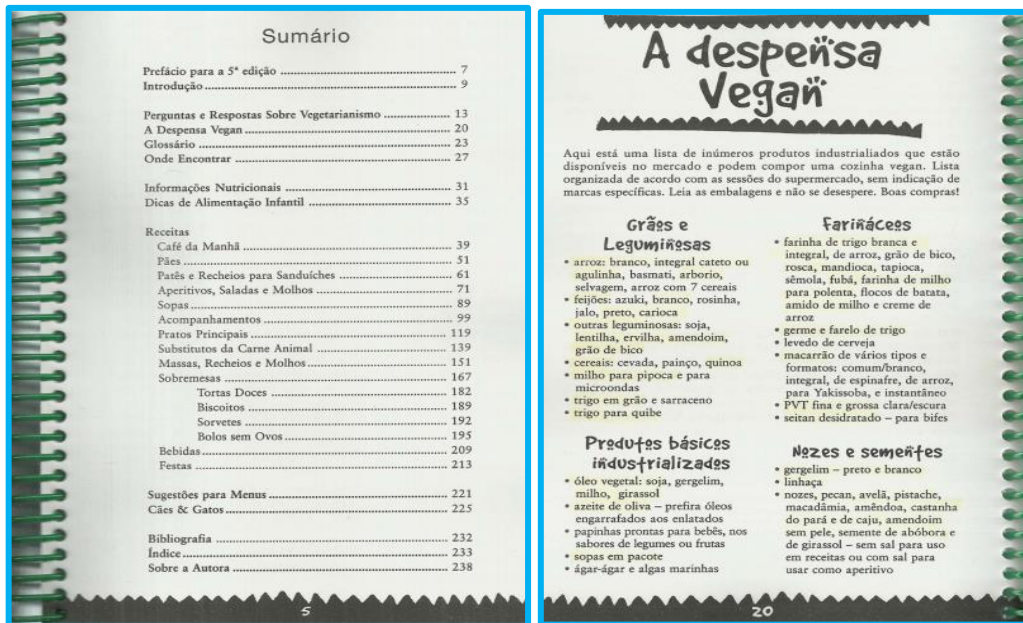 Sumário
Prefácio para a 5ª edição ........ 7
Introdução ........ 9
Perguntas e Respostas Sobre Vegetarianismo ........ 13
A Despensa Vegan ........ 20
Glossário ........ 23
Onde Encontrar ........ 27
Informações Nutricionais ........ 31
Dicas de Alimentação Infantil ........ 35
Receitas
Café da Manhã ........ 39
Pães ........ 51
Patês e Recheios para Sanduíches ........ 61
Aperitivos, Saladas e Molhos ........ 71
Sopas ........ 89
Acompanhamentos ........ 99
Pratos Principais ........ 119
Substitutos da Carne Animal ........ 139
Massas, Recheios e Molhos ........ 151
Sobremesas ........ 167
Tortas Doces ........ 182
Biscoitos ........ 189
Sorvetes ........ 192
Bolos sem Ovos ........ 195
Bebidas ........ 209
Festas ........ 213
Sugestões para Menus ........ 221
Cães & Gatos ........ 225
Bibliografia ........ 232
Índice ........ 233
Sobre a Autora ........ 238
5
A despensa
Vegan
Aqui está uma lista de inúmeros produtos industrialiados que estão
disponíveis no mercado e podem compor uma cozinha vegan. Lista
organizada de acordo com as sessões do supermercado, sem indicação de
marcas específicas. Leia as embalagens e não se desespere. Boas compras!
Grãos e
Leguminosas
• arroz: branco, integral cateto ou
agulinha, basmati, arborio,
selvagem, arroz com 7 cereais
• feijões: azuki, branco, rosinha,
jalo, preto, carioca
• outras leguminosas: soja,
lentilha, ervilha, amendoim,
grão de bico
• cereais: cevada, painço, quinoa
• milho para pipoca e para
microondas
• trigo em grão e sarraceno
• trigo para quibe
Produtos básicos
industrializados
• óleo vegetal: soja, gergelim,
milho, girassol
• azeite de oliva – prefira óleos
engarrafados aos enlatados
• papinhas prontas para bebês, nos
sabores de legumes ou frutas
• sopas em pacote
• ágar-ágar e algas marinhas
Farináceos
• farinha de trigo branca e
integral, de arroz, grão de bico,
rosca, mandioca, tapioca,
sêmola, fubá, farinha de milho
para polenta, flocos de batata,
amido de milho e creme de
arroz
• germe e farelo de trigo
• levedo de cerveja
• macarrão de vários tipos e
formatos: comum/branco,
integral, de espinafre, de arroz,
para Yakissoba, e instantâneo
• PVT fina e grossa clara/escura
• seitan desidratado – para bifes
Nozes e sementes
• gergelim – preto e branco
• linhaça
• nozes, pecan, avelã, pistache,
macadâmia, amêndoa, castanha
do pará e de caju, amendoim
sem pele, semente de abóbora e
de girassol – sem sal para uso
em receitas ou com sal para
usar como aperitivo
20